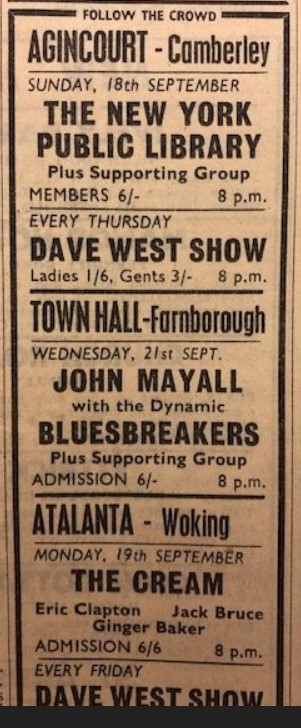 FOLLOW THE CROWD
AGINCOURT - Camberley
SUNDAY, 18th SEPTEMBER
THE NEW YORK
PUBLIC LIBRARY
Plus Supporting Group
MEMBERS 6/- 8 p.m.
EVERY THURSDAY
DAVE WEST SHOW
Ladies 1/6, Gents 3/- 8 p.m.
TOWN HALL-Farnborough
WEDNESDAY, 21st SEPT.
JOHN MAYALL
with the Dynamic
BLUESBREAKERS
Plus Supporting Group
ADMISSION 6/- 8 p.m.
ATALANTA - Woking
MONDAY, 19th SEPTEMBER
THE CREAM
Eric Clapton Jack Bruce
Ginger Baker
ADMISSION 6/6 8 p.m.
EVERY FRIDAY
DAVE WEST SHOW